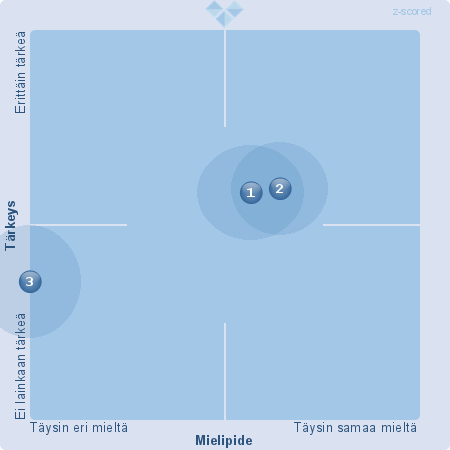 z-scored
Erittäin tärkeä
Tärkeys
Ei lainkaan tärkeä
1
2
3
Täysin eri mieltä
Täysin samaa mieltä
Mielipide